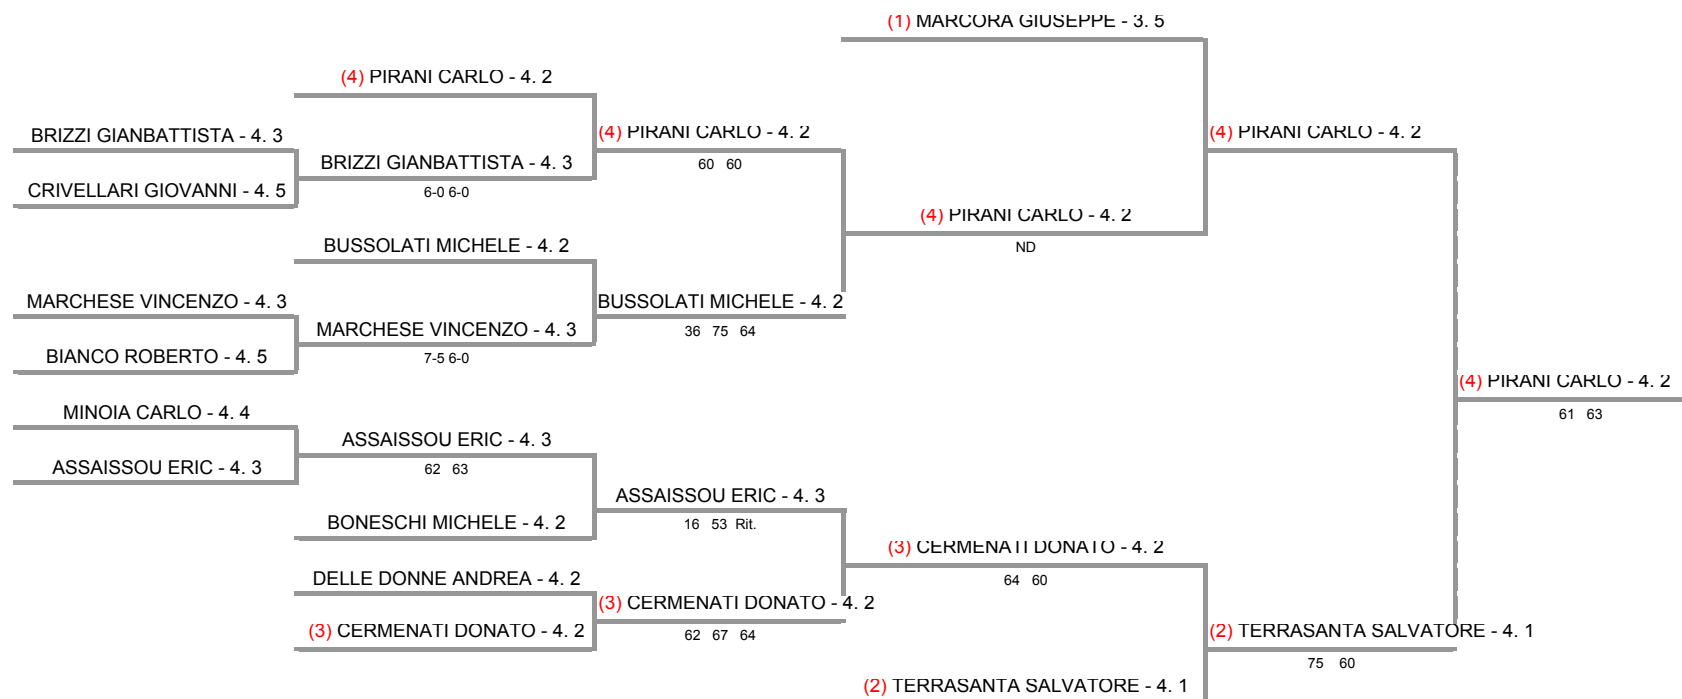 (1) MARCORA GIUSEPPE - 3. 5
(4) PIRANI CARLO - 4. 2
BRIZZI GIANBATTISTA - 4. 3
(4) PIRANI CARLO - 4. 2
(4) PIRANI CARLO - 4. 2
BRIZZI GIANBATTISTA - 4. 3
60 60
CRIVELLARI GIOVANNI - 4. 5
6-0 6-0
(4) PIRANI CARLO - 4. 2
BUSSOLATI MICHELE - 4. 2
ND
MARCHESE VINCENZO - 4. 3
BUSSOLATI MICHELE - 4. 2
MARCHESE VINCENZO - 4. 3
36 75 64
BIANCO ROBERTO - 4. 5
7-5 6-0
(4) PIRANI CARLO - 4. 2
MINOIA CARLO - 4. 4
61 63
ASSAISSOU ERIC - 4. 3
ASSAISSOU ERIC - 4. 3
62 63
ASSAISSOU ERIC - 4. 3
BONESCHI MICHELE - 4. 2
16 53 Rit.
(3) CERMENATI DONATO - 4. 2
DELLE DONNE ANDREA - 4. 2
64 60
(3) CERMENATI DONATO - 4. 2
(3) CERMENATI DONATO - 4. 2
62 67 64
(2) TERRASANTA SALVATORE - 4. 1
75 60
(2) TERRASANTA SALVATORE - 4. 1